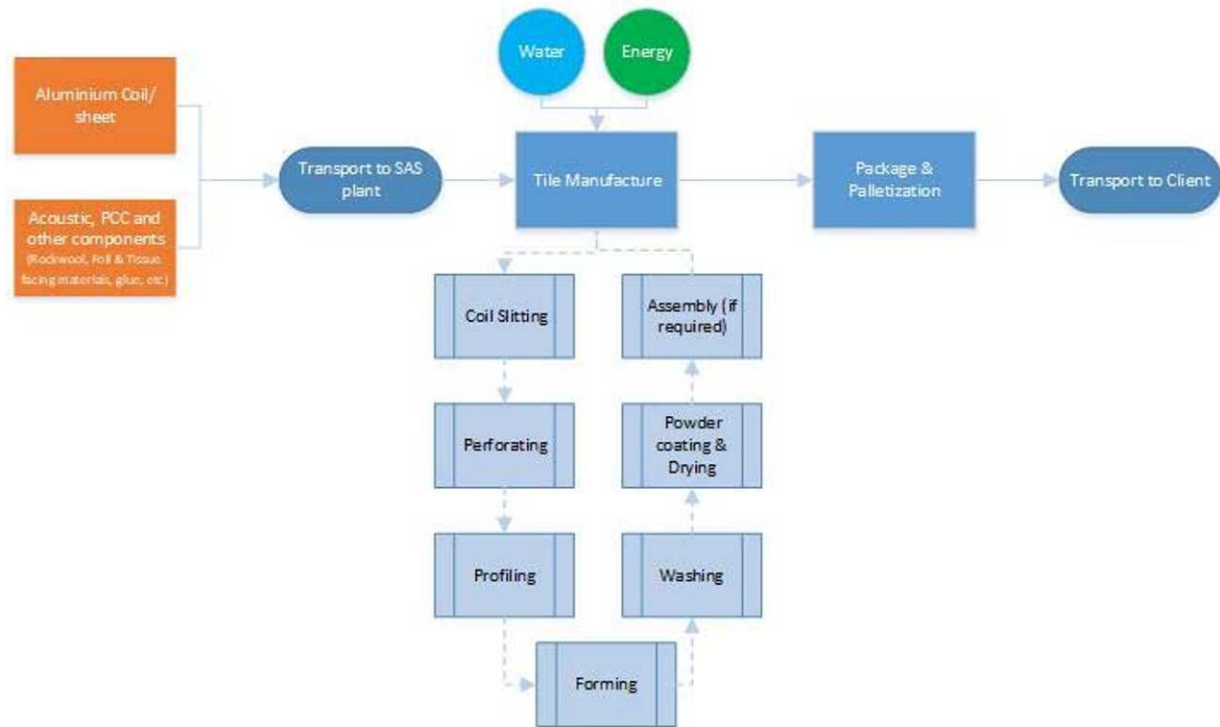 Water
Energy
Aluminium Coil/
sheet
Transport to SAS
plant
Tile Manufacture
Package &
Palletization
Transport to Client
Acoustic, PCC and
other components
(Rockwool, Foil & Tissue
facing materials, glue, etc)
Coil Slitting
Assembly (if
required)
Perforating
Powder
coating &
Drying
Profiling
Washing
Forming